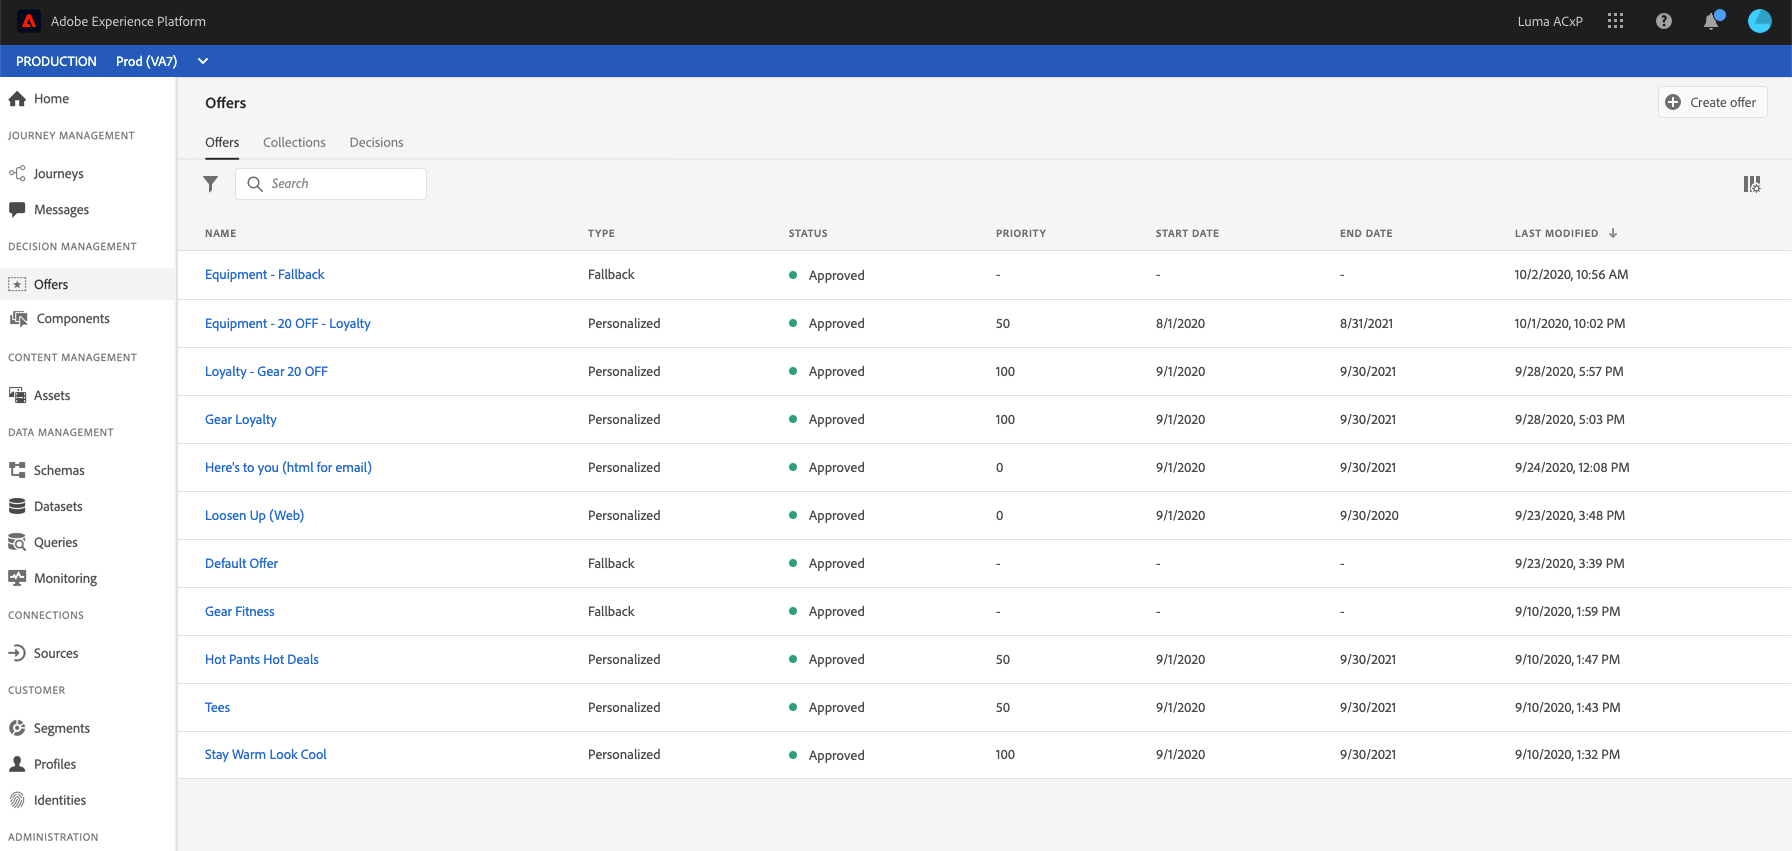 Adobe Experience Platform
Luma ACxP
PRODUCTION Prod (VA7)
Home
JOURNEY MANAGEMENT
Journeys
Messages
DECISION MANAGEMENT
Offers
Components
CONTENT MANAGEMENT
Assets
DATA MANAGEMENT
Schemas
Datasets
Queries
Monitoring
CONNECTIONS
Sources
CUSTOMER
Segments
Profiles
Identities
ADMINISTRATION
Offers
Create offer
Offers Collections Decisions
Search
NAME TYPE STATUS PRIORITY START DATE END DATE LAST MODIFIED
Equipment - Fallback Fallback Approved - - - 10/2/2020, 10:56 AM
Equipment - 20 OFF - Loyalty Personalized Approved 50 8/1/2020 8/31/2021 10/1/2020, 10:02 PM
Loyalty - Gear 20 OFF Personalized Approved 100 9/1/2020 9/30/2021 9/28/2020, 5:57 PM
Gear Loyalty Personalized Approved 100 9/1/2020 9/30/2021 9/28/2020, 5:03 PM
Here's to you (html for email) Personalized Approved 0 9/1/2020 9/30/2021 9/24/2020, 12:08 PM
Loosen Up (Web) Personalized Approved 0 9/1/2020 9/30/2020 9/23/2020, 3:48 PM
Default Offer Fallback Approved - - - 9/23/2020, 3:39 PM
Gear Fitness Fallback Approved - - - 9/10/2020, 1:59 PM
Hot Pants Hot Deals Personalized Approved 50 9/1/2020 9/30/2021 9/10/2020, 1:47 PM
Tees Personalized Approved 50 9/1/2020 9/30/2021 9/10/2020, 1:43 PM
Stay Warm Look Cool Personalized Approved 100 9/1/2020 9/30/2021 9/10/2020, 1:32 PM